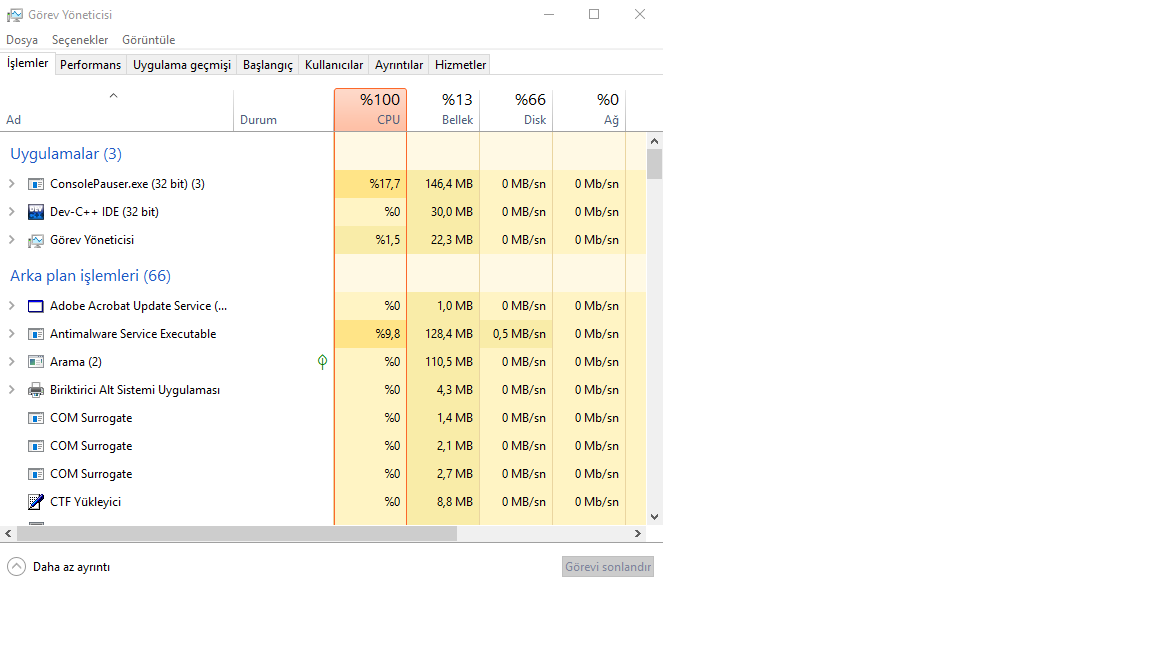 Görev Yöneticisi
Dosya Seçenekler Görüntüle
İşlemler Performans Uygulama geçmişi Başlangıç Kullanıcılar Ayrıntılar Hizmetler
%100 %13 %66 %0
Ad Durum CPU Bellek Disk Ağ
Uygulamalar (3)
ConsolePauser.exe (32 bit) (3) %17,7 146,4 MB 0 MB/sn 0 Mb/sn
Dev-C++ IDE (32 bit) %0 30,0 MB 0 MB/sn 0 Mb/sn
Görev Yöneticisi %1,5 22,3 MB 0 MB/sn 0 Mb/sn
Arka plan işlemleri (66)
Adobe Acrobat Update Service (... %0 1,0 MB 0 MB/sn 0 Mb/sn
Antimalware Service Executable %9,8 128,4 MB 0,5 MB/sn 0 Mb/sn
Arama (2) %0 110,5 MB 0 MB/sn 0 Mb/sn
Biriktirici Alt Sistemi Uygulaması %0 4,3 MB 0 MB/sn 0 Mb/sn
COM Surrogate %0 1,4 MB 0 MB/sn 0 Mb/sn
COM Surrogate %0 2,1 MB 0 MB/sn 0 Mb/sn
COM Surrogate %0 2,7 MB 0 MB/sn 0 Mb/sn
CTF Yükleyici %0 8,8 MB 0 MB/sn 0 Mb/sn
Daha az ayrıntı Görevi sonlandır